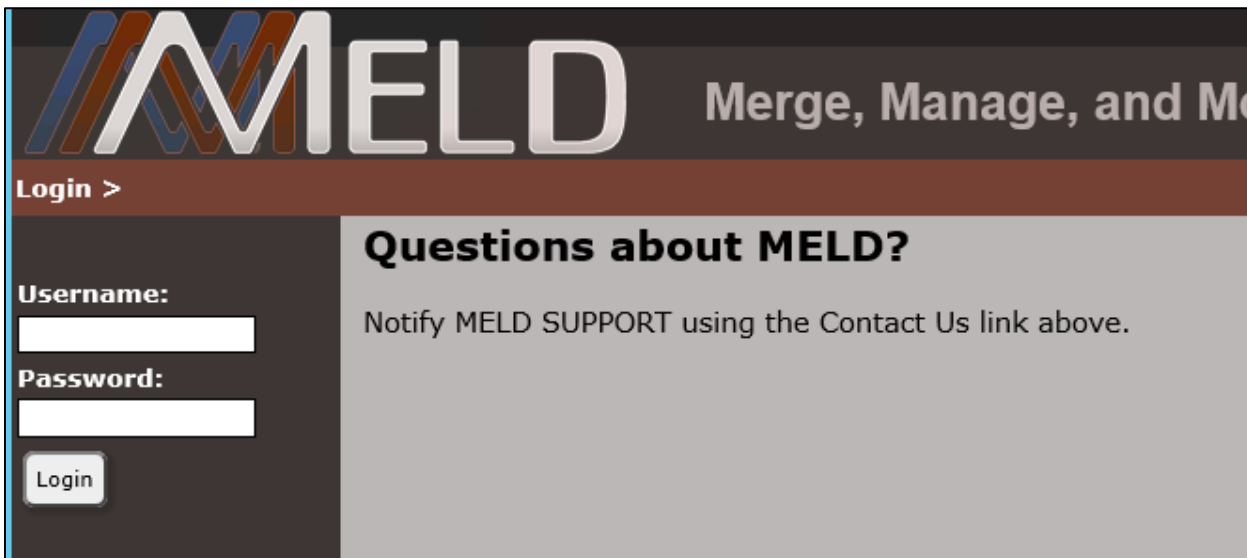 MELD
Merge, Manage, and
Login >
Questions about MELD?
Username:
Notify MELD SUPPORT using the Contact Us link above.
Password:
Login